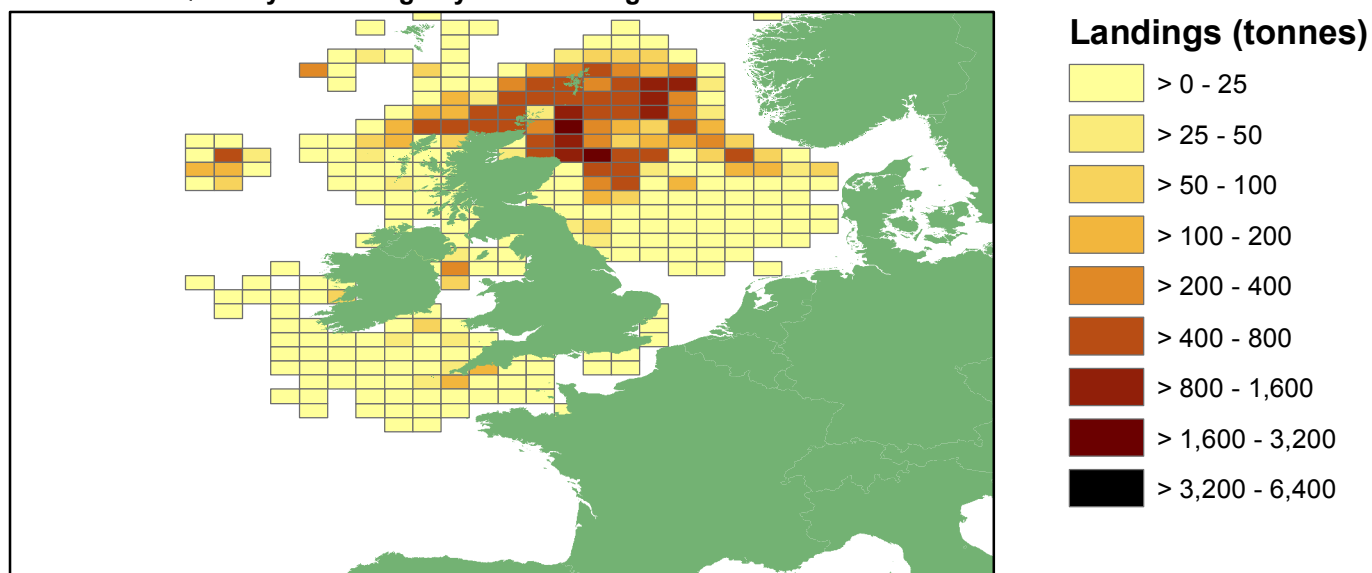 Landings (tonnes)
> 0 - 25
> 25 - 50
> 50 - 100
> 100 - 200
> 200 - 400
> 400 - 800
> 800 - 1,600
> 1,600 - 3,200
> 3,200 - 6,400